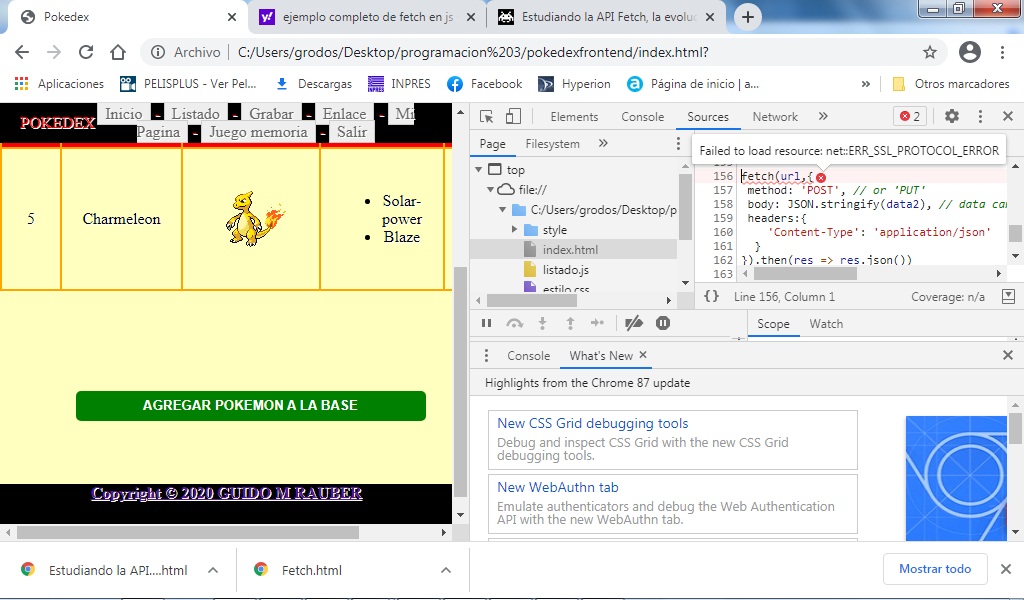 Pokedex
ejemplo completo de fetch en js
Estudiando la API Fetch, la evoluc
Archivo
C:/Users/grodos/Desktop/programacion%203/pokedexfrontend/index.html?
Aplicaciones
PELISPLUS - Ver Pel...
Descargas
INPRES
Facebook
Hyperion
Página de inicio | a...
»
Otros marcadores
POKEDEX
Inicio - Listado - Grabar - Enlace - Mi
Pagina - Juego memoria - Salir
5
Charmeleon
• Solar-
power
• Blaze
AGREGAR POKEMON A LA BASE
Copyright © 2020 GUIDO M RAUBER
Elements
Console
Sources
Network
»
2
Page
Filesystem
»
Failed to load resource: net::ERR_SSL_PROTOCOL_ERROR
top
file://
C:/Users/grodos/Desktop/p
style
index.html
listado.js
estilo.css
156 fetch(url,{
157 method: 'POST', // or 'PUT'
158 body: JSON.stringify(data2), // data ca
159 headers:{
160 'Content-Type': 'application/json'
161 }
162 }).then(res => res.json())
163
{} Line 156, Column 1
Coverage: n/a
Scope
Watch
Console
What's New
Highlights from the Chrome 87 update
New CSS Grid debugging tools
Debug and inspect CSS Grid with the new CSS Grid
debugging tools.
New WebAuthn tab
Emulate authenticators and debug the Web Authentication
API with the new WebAuthn tab.
Estudiando la API....html
Fetch.html
Mostrar todo